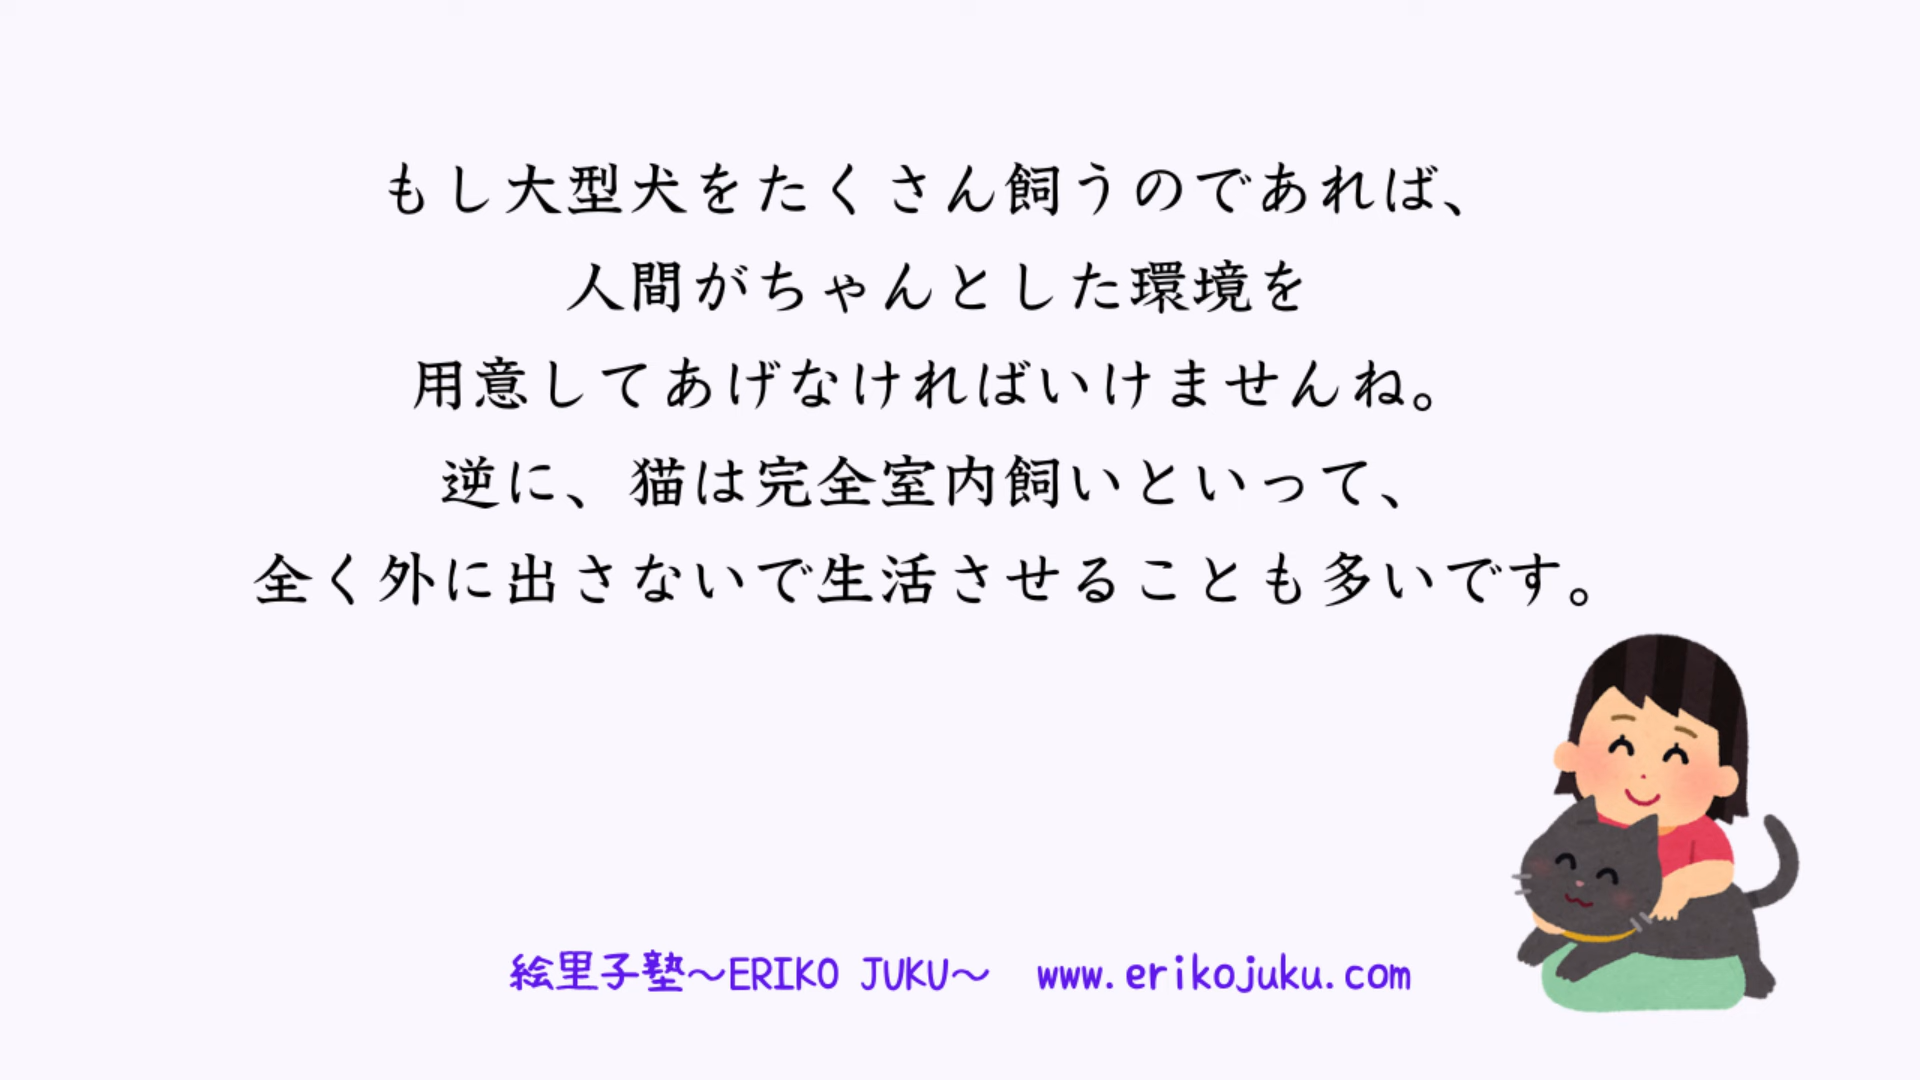 もし大型犬をたくさん飼うのであれば、
人間がちゃんとした環境を
用意してあげなければいけませんね。
逆に、猫は完全室内飼いといって、
全く外に出さないで生活させることも多いです。
絵里子塾〜ERIKO JUKU〜　www.erikojuku.com